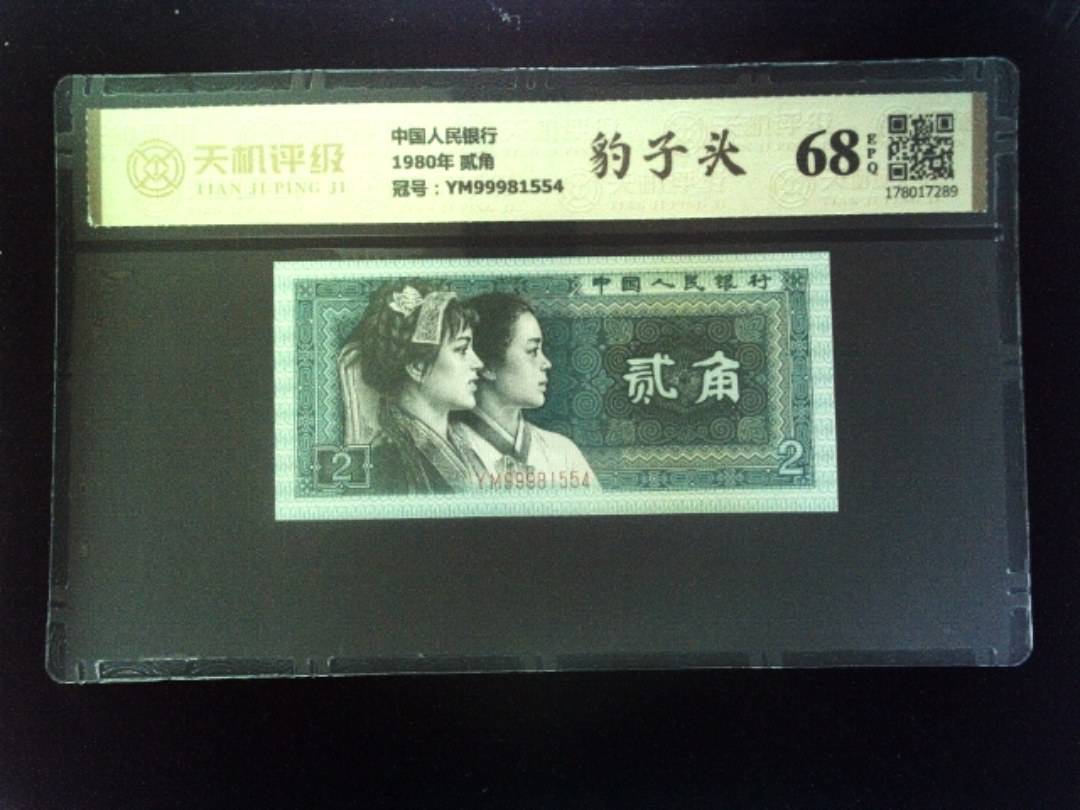 天机评级
TIAN JI PING JI
中国人民银行
1980年 贰角
冠号：YM99981554
豹子头
68
EPQ
178017289
中国人民银行
贰角
2
2
YM99981554